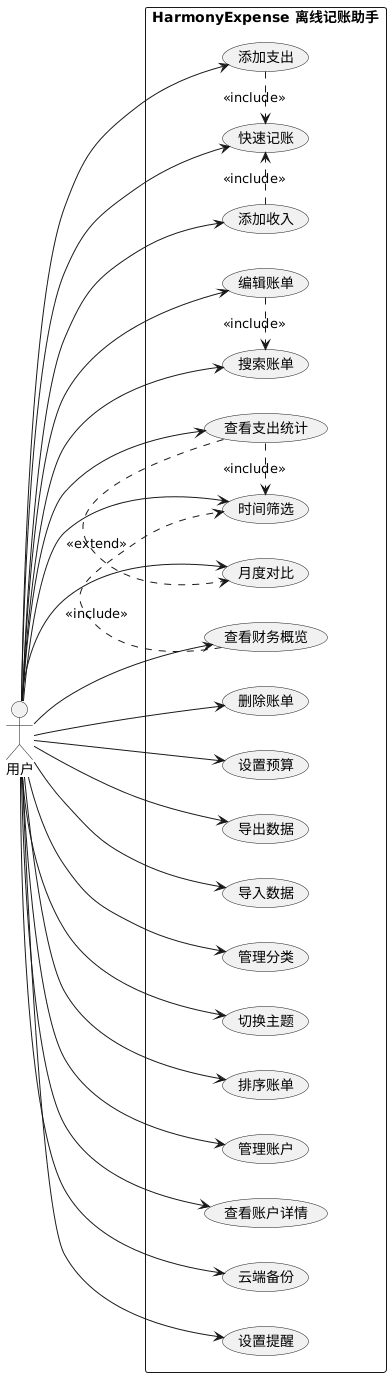 HarmonyExpense 离线记账助手
添加支出
«include»
快速记账
«include»
添加收入
编辑账单
«include»
搜索账单
查看支出统计
«include»
时间筛选
«extend»
月度对比
«include»
查看财务概览
删除账单
用户
设置预算
导出数据
导入数据
管理分类
切换主题
排序账单
管理账户
查看账户详情
云端备份
设置提醒